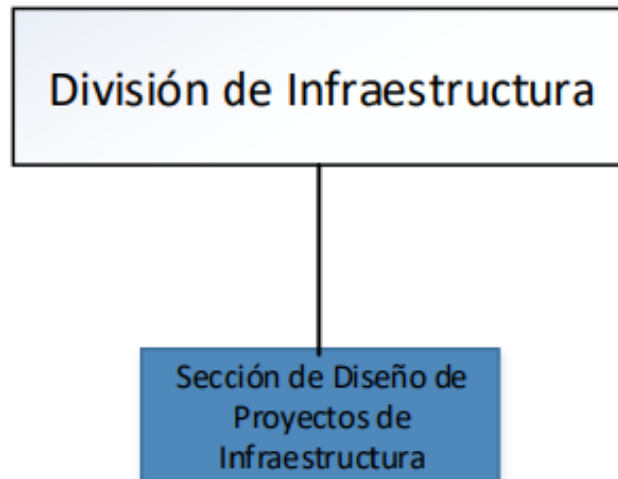 División de Infraestructura
Sección de Diseño de
Proyectos de
Infraestructura